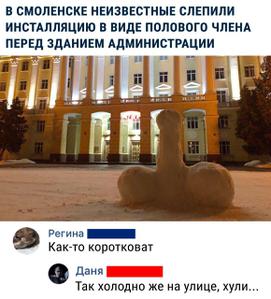 В СМОЛЕНСКЕ НЕИЗВЕСТНЫЕ СЛЕПИЛИ
ИНСТАЛЛЯЦИЮ В ВИДЕ ПОЛОВОГО ЧЛЕНА
ПЕРЕД ЗДАНИЕМ АДМИНИСТРАЦИИ
Регина
Как-то коротковат
Даня
Так холодно же на улице, хули...